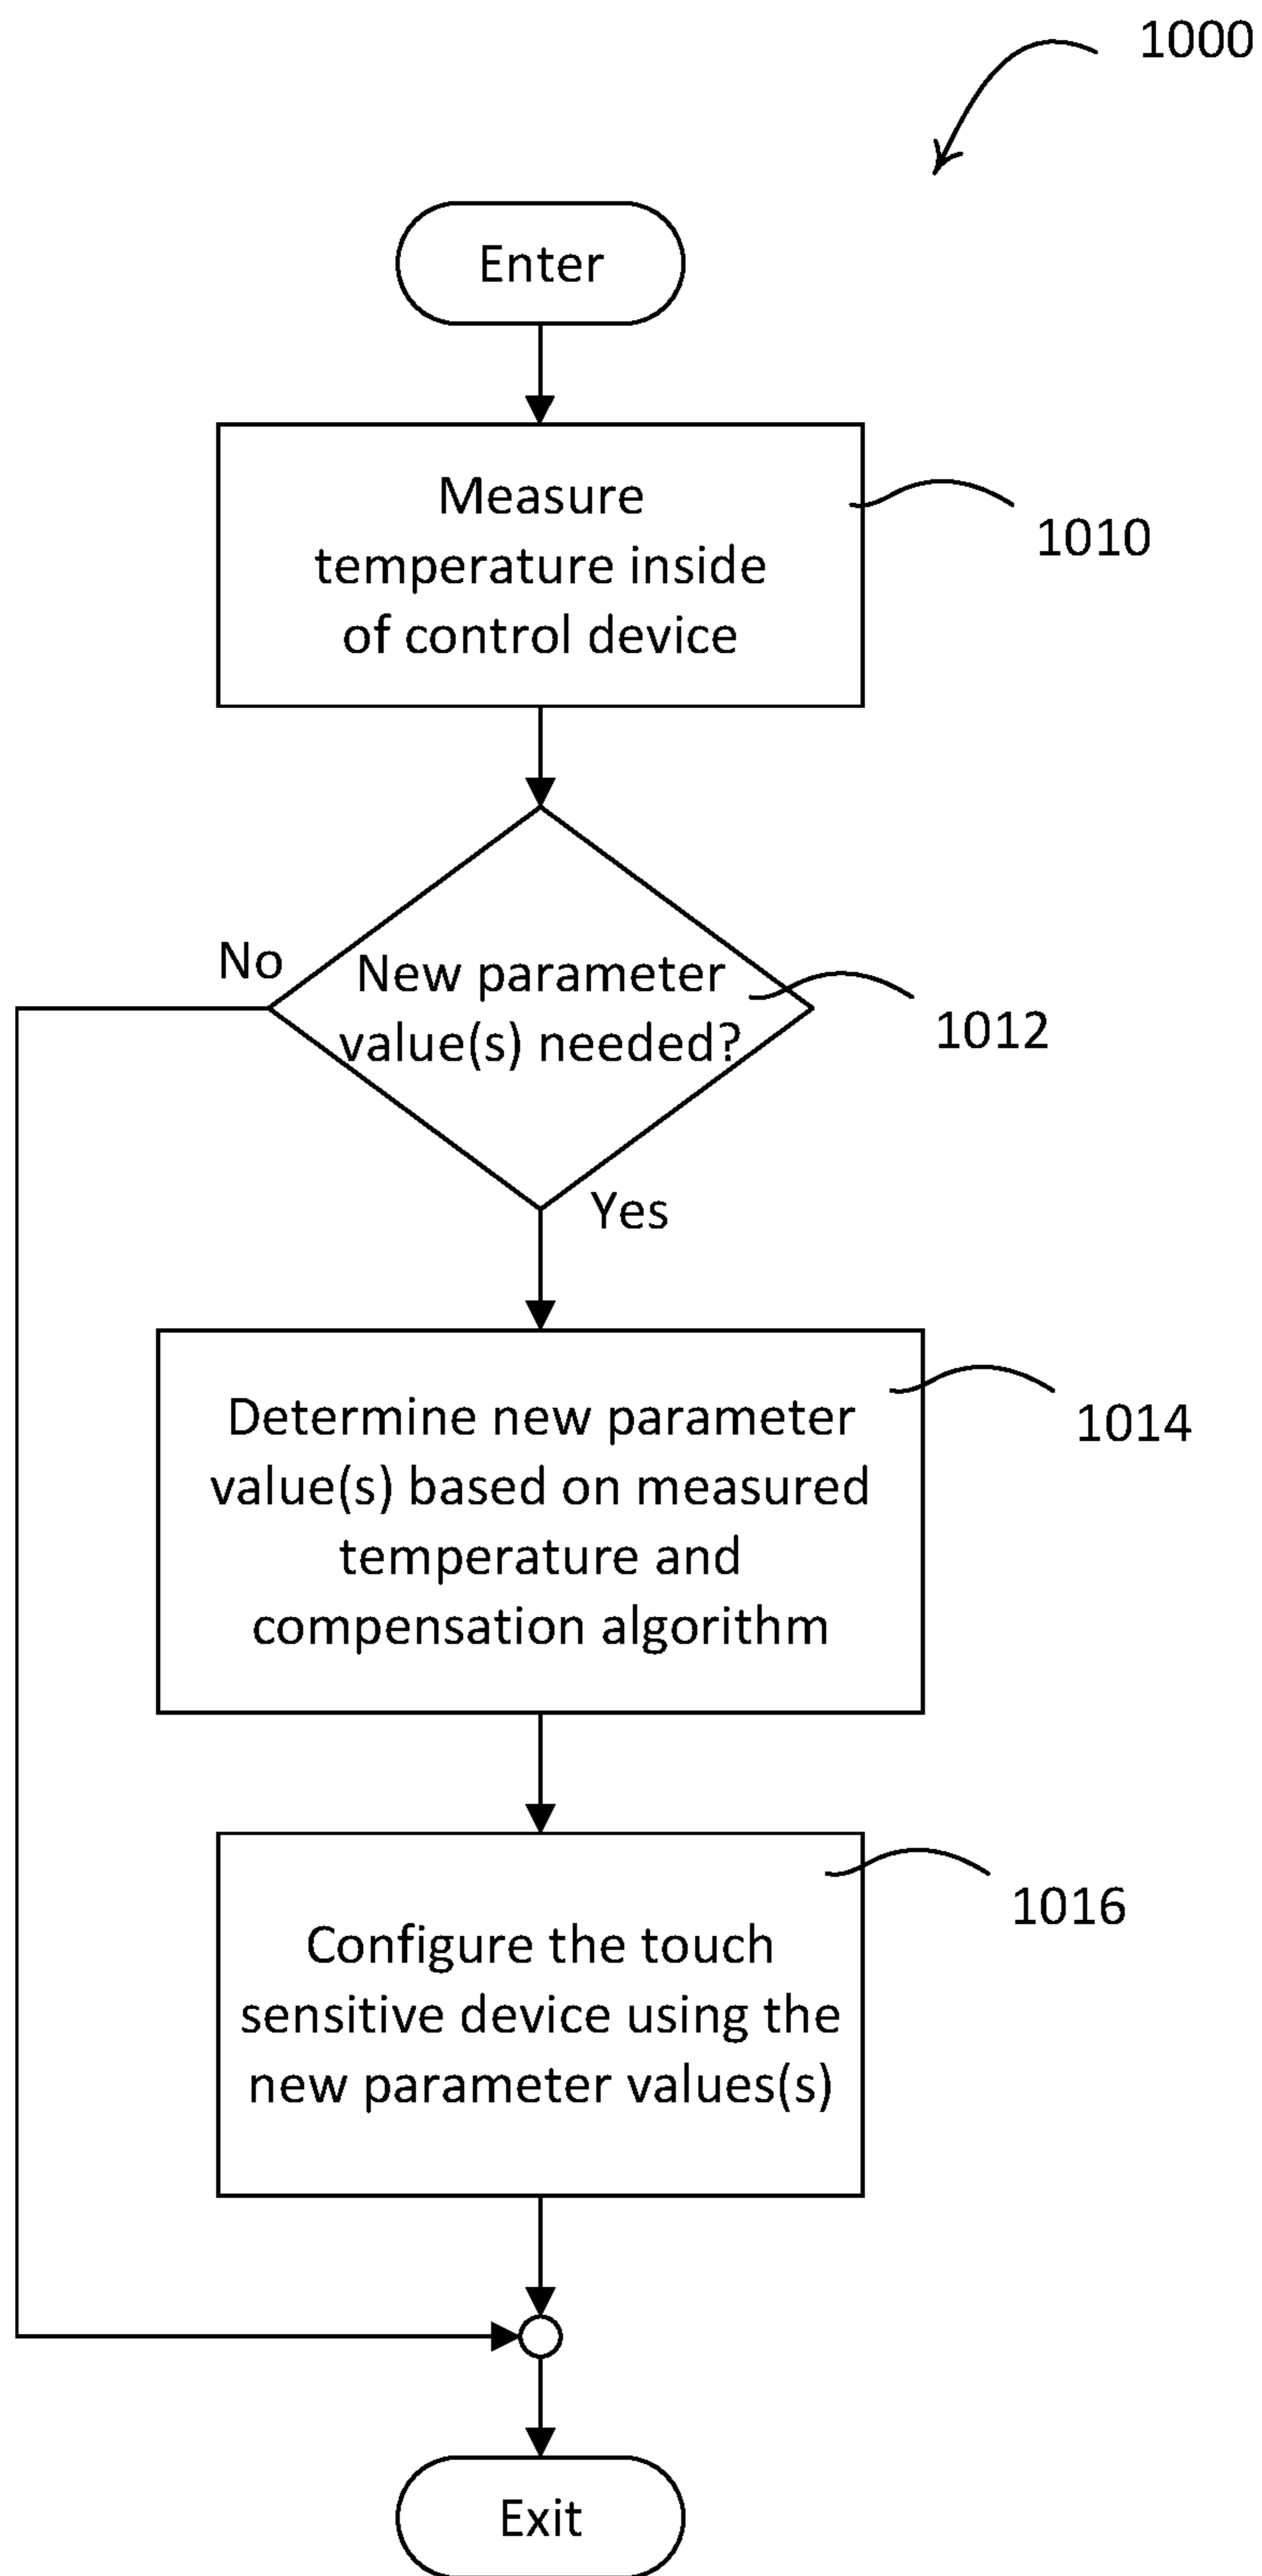 1000
Enter
Measure
temperature inside
of control device
1010
No
New parameter
value(s) needed?
1012
Yes
Determine new parameter
value(s) based on measured
temperature and
compensation algorithm
1014
Configure the touch
sensitive device using the
new parameter values(s)
1016
Exit